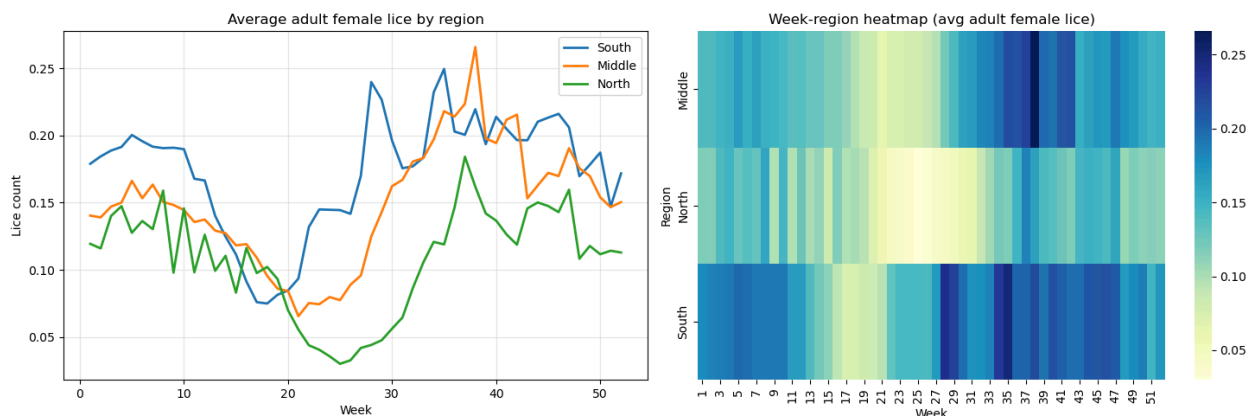 Average adult female lice by region
South
Middle
North
Lice count
0.25
0.20
0.15
0.10
0.05
0 10 20 30 40 50
Week
Week-region heatmap (avg adult female lice)
Region
Middle
North
South
1 3 5 7 9 11 13 15 17 19 21 23 25 27 29 31 33 35 37 39 41 43 45 47 49 51
Week
0.25
0.20
0.15
0.10
0.05